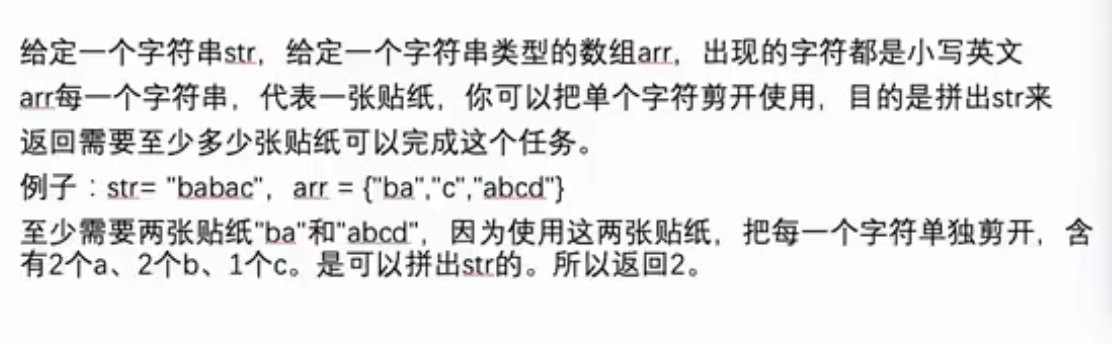 给定一个字符串str，给定一个字符串类型的数组arr，出现的字符都是小写英文
arr每一个字符串，代表一张贴纸，你可以把单个字符剪开使用，目的是拼出str来
返回需要至少多少张贴纸可以完成这个任务。
例子：str= "babac"，arr = {"ba","c","abcd"}
至少需要两张贴纸"ba"和"abcd"，因为使用这两张贴纸，把每一个字符单独剪开，含
有2个a、2个b、1个c。是可以拼出str的。所以返回2。